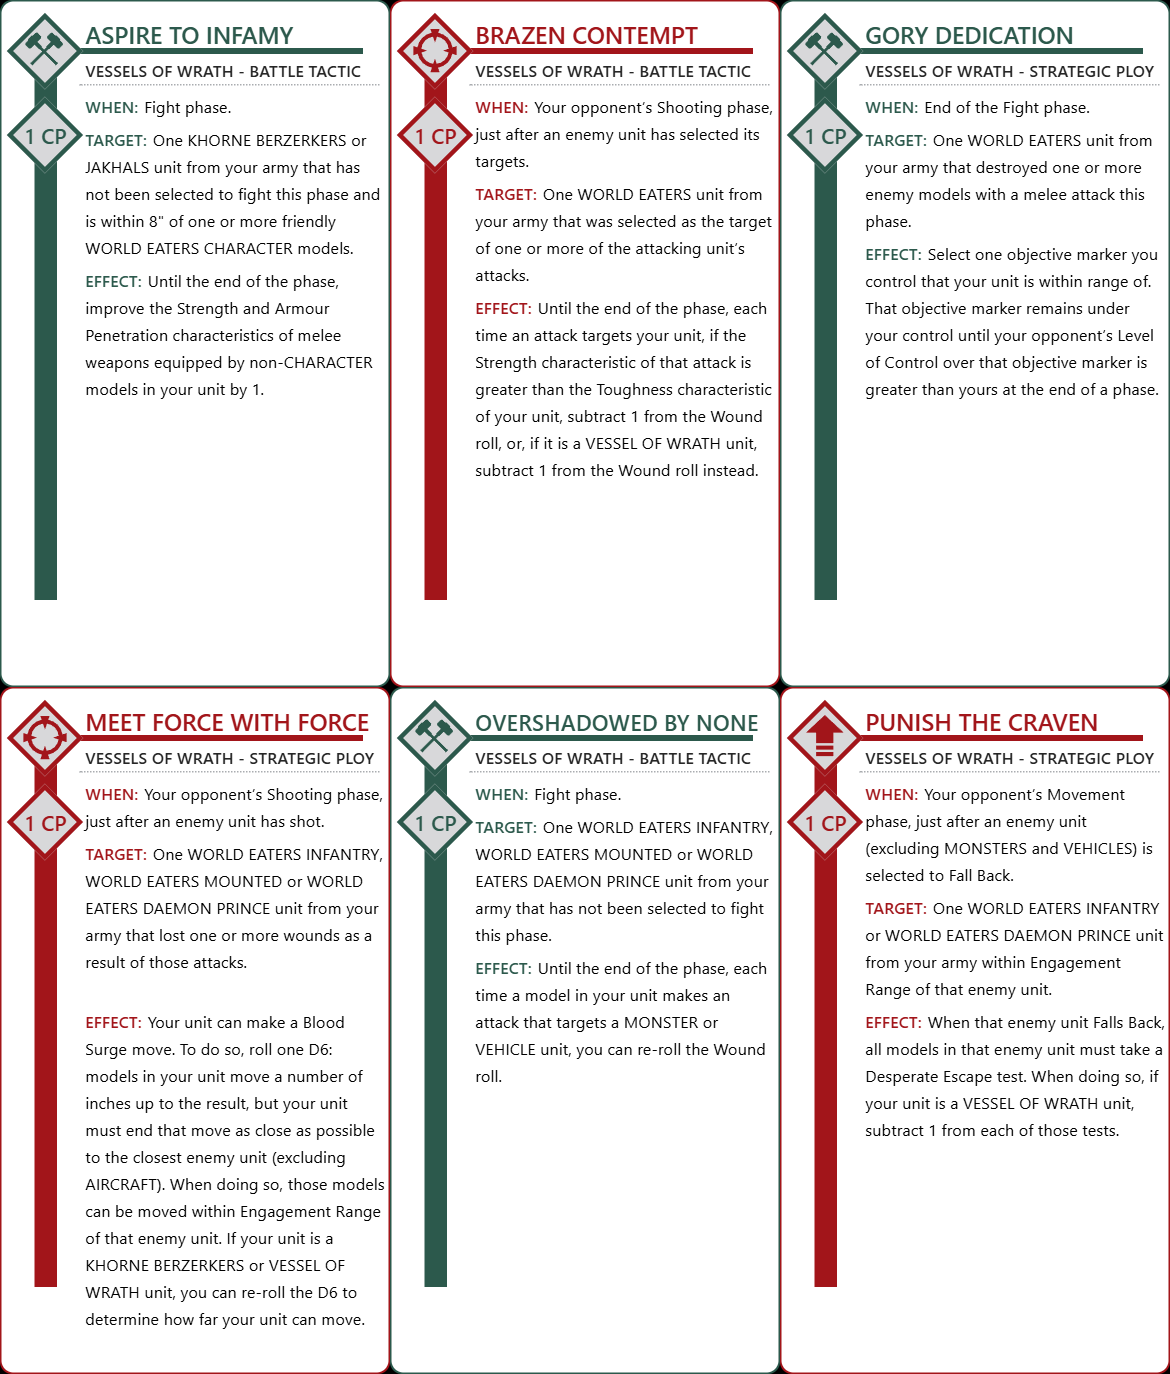 ASPIRE TO INFAMY
VESSELS OF WRATH - BATTLE TACTIC
1 CP
WHEN: Fight phase.
TARGET: One KHORNE BERZERKERS or
JAKHALS unit from your army that has
not been selected to fight this phase and
is within 8" of one or more friendly
WORLD EATERS CHARACTER models.
EFFECT: Until the end of the phase,
improve the Strength and Armour
Penetration characteristics of melee
weapons equipped by non-CHARACTER
models in your unit by 1.
BRAZEN CONTEMPT
VESSELS OF WRATH - BATTLE TACTIC
1 CP
WHEN: Your opponent's Shooting phase,
just after an enemy unit has selected its
targets.
TARGET: One WORLD EATERS unit from
your army that was selected as the target
of one or more of the attacking unit's
attacks.
EFFECT: Until the end of the phase, each
time an attack targets your unit, if the
Strength characteristic of that attack is
greater than the Toughness characteristic
of your unit, subtract 1 from the Wound
roll, or, if it is a VESSEL OF WRATH unit,
subtract 1 from the Wound roll instead.
GORY DEDICATION
VESSELS OF WRATH - STRATEGIC PLOY
1 CP
WHEN: End of the Fight phase.
TARGET: One WORLD EATERS unit from
your army that destroyed one or more
enemy models with a melee attack this
phase.
EFFECT: Select one objective marker you
control that your unit is within range of.
That objective marker remains under
your control until your opponent's Level
of Control over that objective marker is
greater than yours at the end of a phase.
MEET FORCE WITH FORCE
VESSELS OF WRATH - STRATEGIC PLOY
1 CP
WHEN: Your opponent's Shooting phase,
just after an enemy unit has shot.
TARGET: One WORLD EATERS INFANTRY,
WORLD EATERS MOUNTED or WORLD
EATERS DAEMON PRINCE unit from your
army that lost one or more wounds as a
result of those attacks.
EFFECT: Your unit can make a Blood
Surge move. To do so, roll one D6:
models in your unit move a number of
inches up to the result, but your unit
must end that move as close as possible
to the closest enemy unit (excluding
AIRCRAFT). When doing so, those models
can be moved within Engagement Range
of that enemy unit. If your unit is a
KHORNE BERZERKERS or VESSEL OF
WRATH unit, you can re-roll the D6 to
determine how far your unit can move.
OVERSHADOWED BY NONE
VESSELS OF WRATH - BATTLE TACTIC
1 CP
WHEN: Fight phase.
TARGET: One WORLD EATERS INFANTRY,
WORLD EATERS MOUNTED or WORLD
EATERS DAEMON PRINCE unit from your
army that has not been selected to fight
this phase.
EFFECT: Until the end of the phase, each
time a model in your unit makes an
attack that targets a MONSTER or
VEHICLE unit, you can re-roll the Wound
roll.
PUNISH THE CRAVEN
VESSELS OF WRATH - STRATEGIC PLOY
1 CP
WHEN: Your opponent's Movement
phase, just after an enemy unit
(excluding MONSTERS and VEHICLES) is
selected to Fall Back.
TARGET: One WORLD EATERS INFANTRY
or WORLD EATERS DAEMON PRINCE unit
from your army within Engagement
Range of that enemy unit.
EFFECT: When that enemy unit Falls Back,
all models in that enemy unit must take a
Desperate Escape test. When doing so, if
your unit is a VESSEL OF WRATH unit,
subtract 1 from each of those tests.